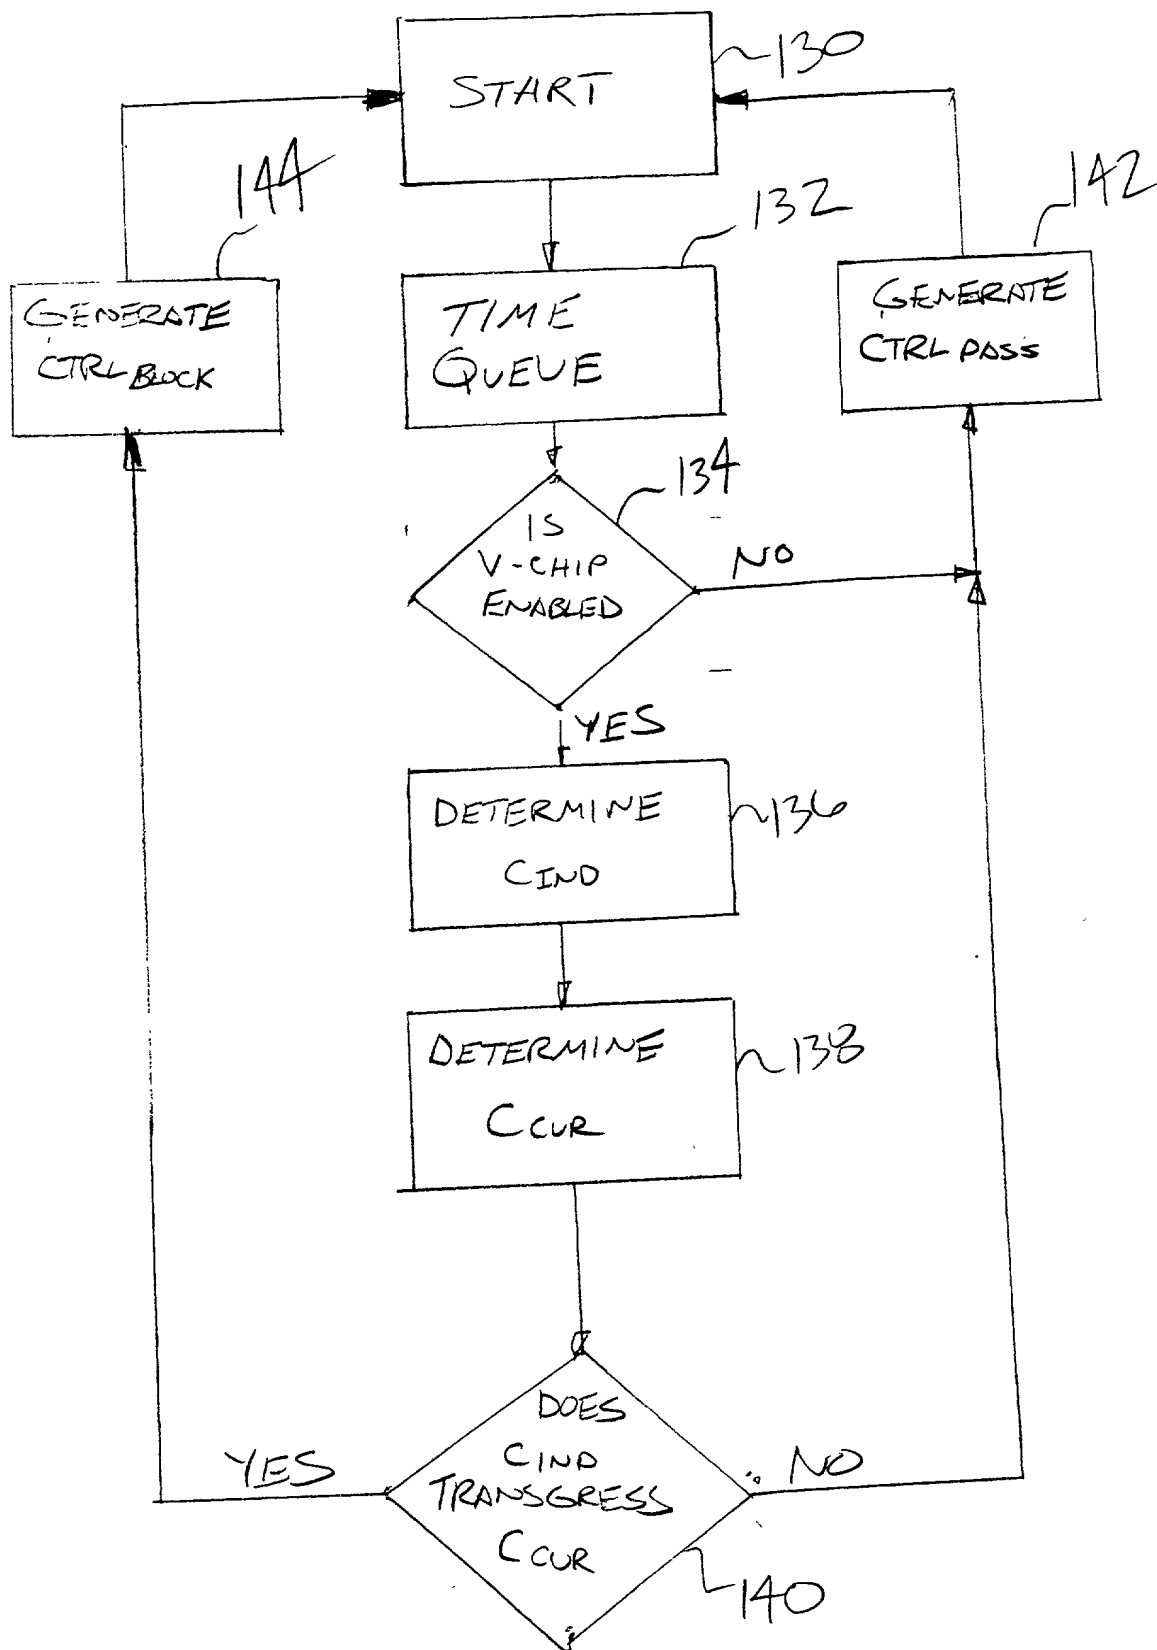 130
START
144
132
142
GENERATE
CTRL BLOCK
TIME
QUEUE
GENERATE
CTRL PASS
134
IS
V-CHIP
ENABLED
NO
YES
DETERMINE
CIND
136
DETERMINE
CCUR
138
DOES
CIND
TRANSGRESS
CCUR
YES
NO
140